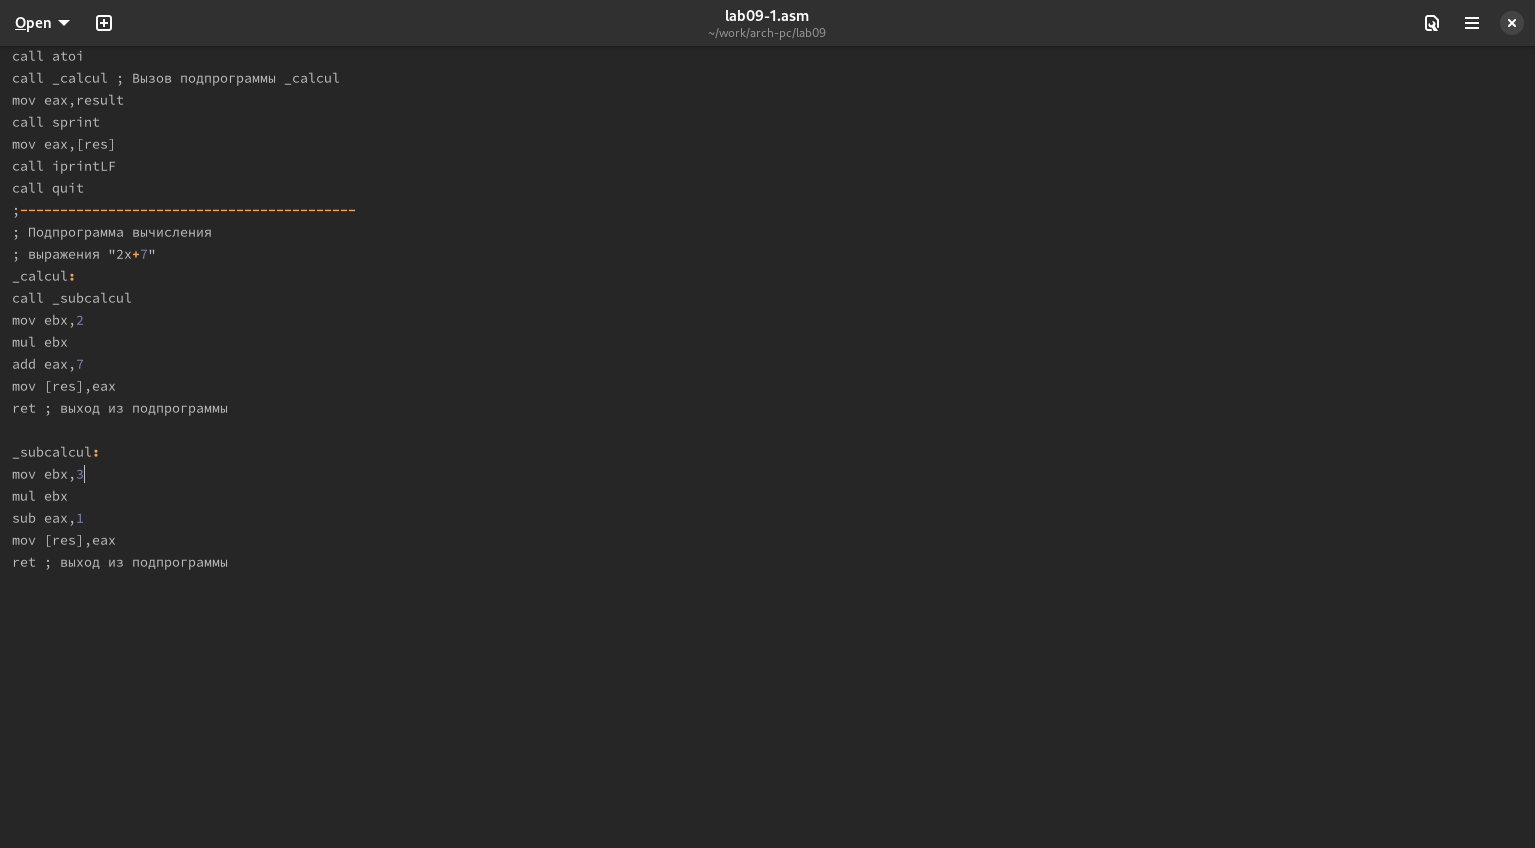 Open
lab09-1.asm
~/work/arch-pc/lab09
call atoi
call _calcul ; Вызов подпрограммы _calcul
mov eax,result
call sprint
mov eax,[res]
call iprintLF
call quit
;------------------------------------------
; Подпрограмма вычисления
; выражения "2x+7"
_calcul:
call _subcalcul
mov ebx,2
mul ebx
add eax,7
mov [res],eax
ret ; выход из подпрограммы
_subcalcul:
mov ebx,3
mul ebx
sub eax,1
mov [res],eax
ret ; выход из подпрограммы